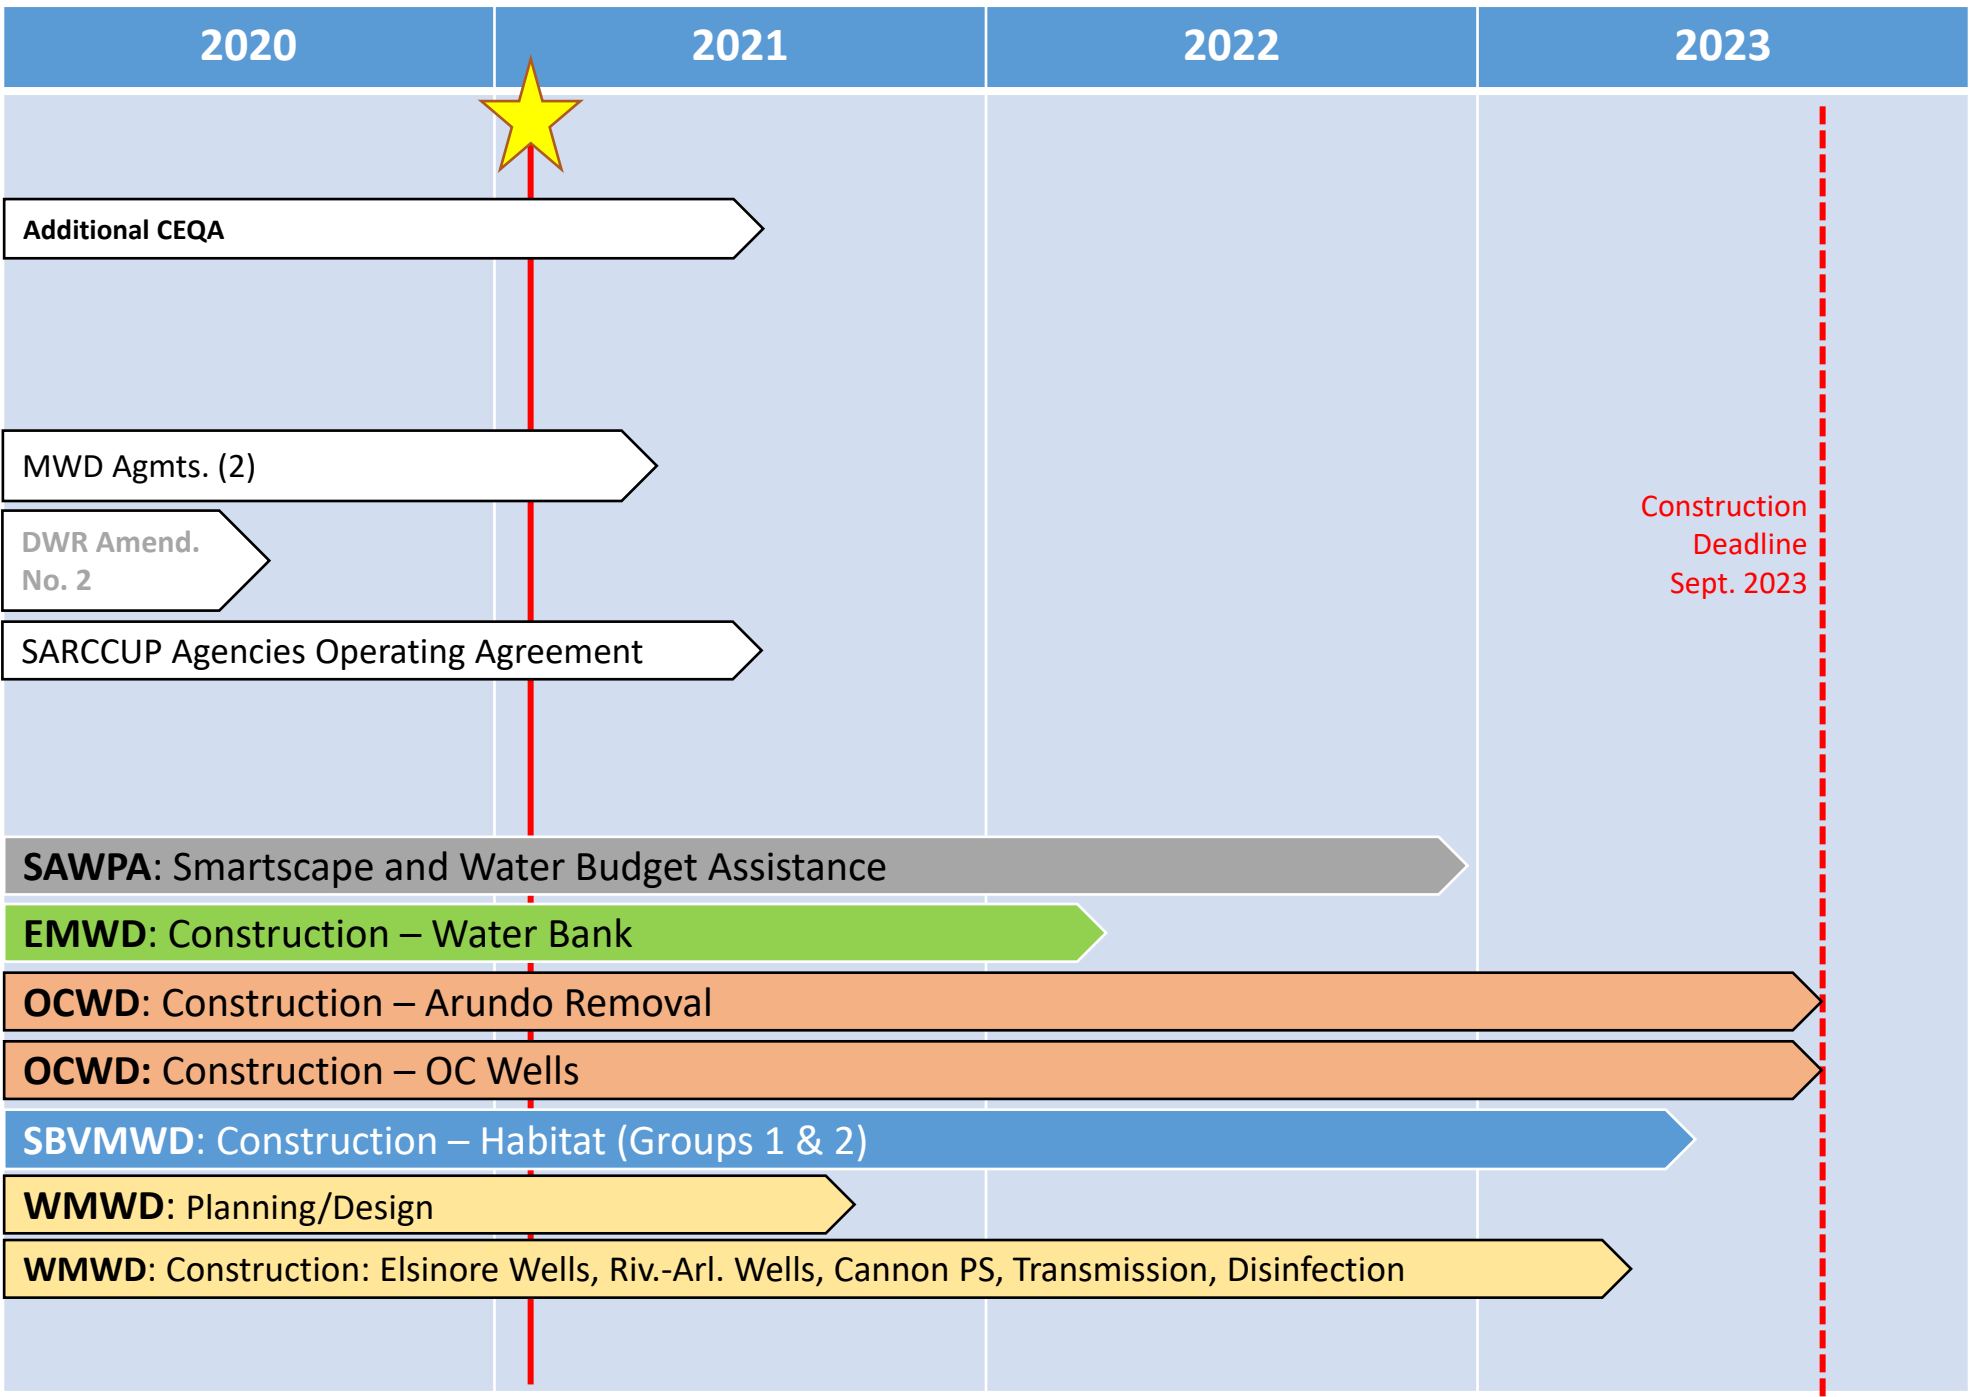 2020 2021 2022 2023
Additional CEQA
MWD Agmts. (2)
DWR Amend.
No. 2
Construction
Deadline
Sept. 2023
SARCCUP Agencies Operating Agreement
SAWPA: Smartscape and Water Budget Assistance
EMWD: Construction – Water Bank
OCWD: Construction – Arundo Removal
OCWD: Construction – OC Wells
SBVMWD: Construction – Habitat (Groups 1 & 2)
WMWD: Planning/Design
WMWD: Construction: Elsinore Wells, Riv.-Arl. Wells, Cannon PS, Transmission, Disinfection